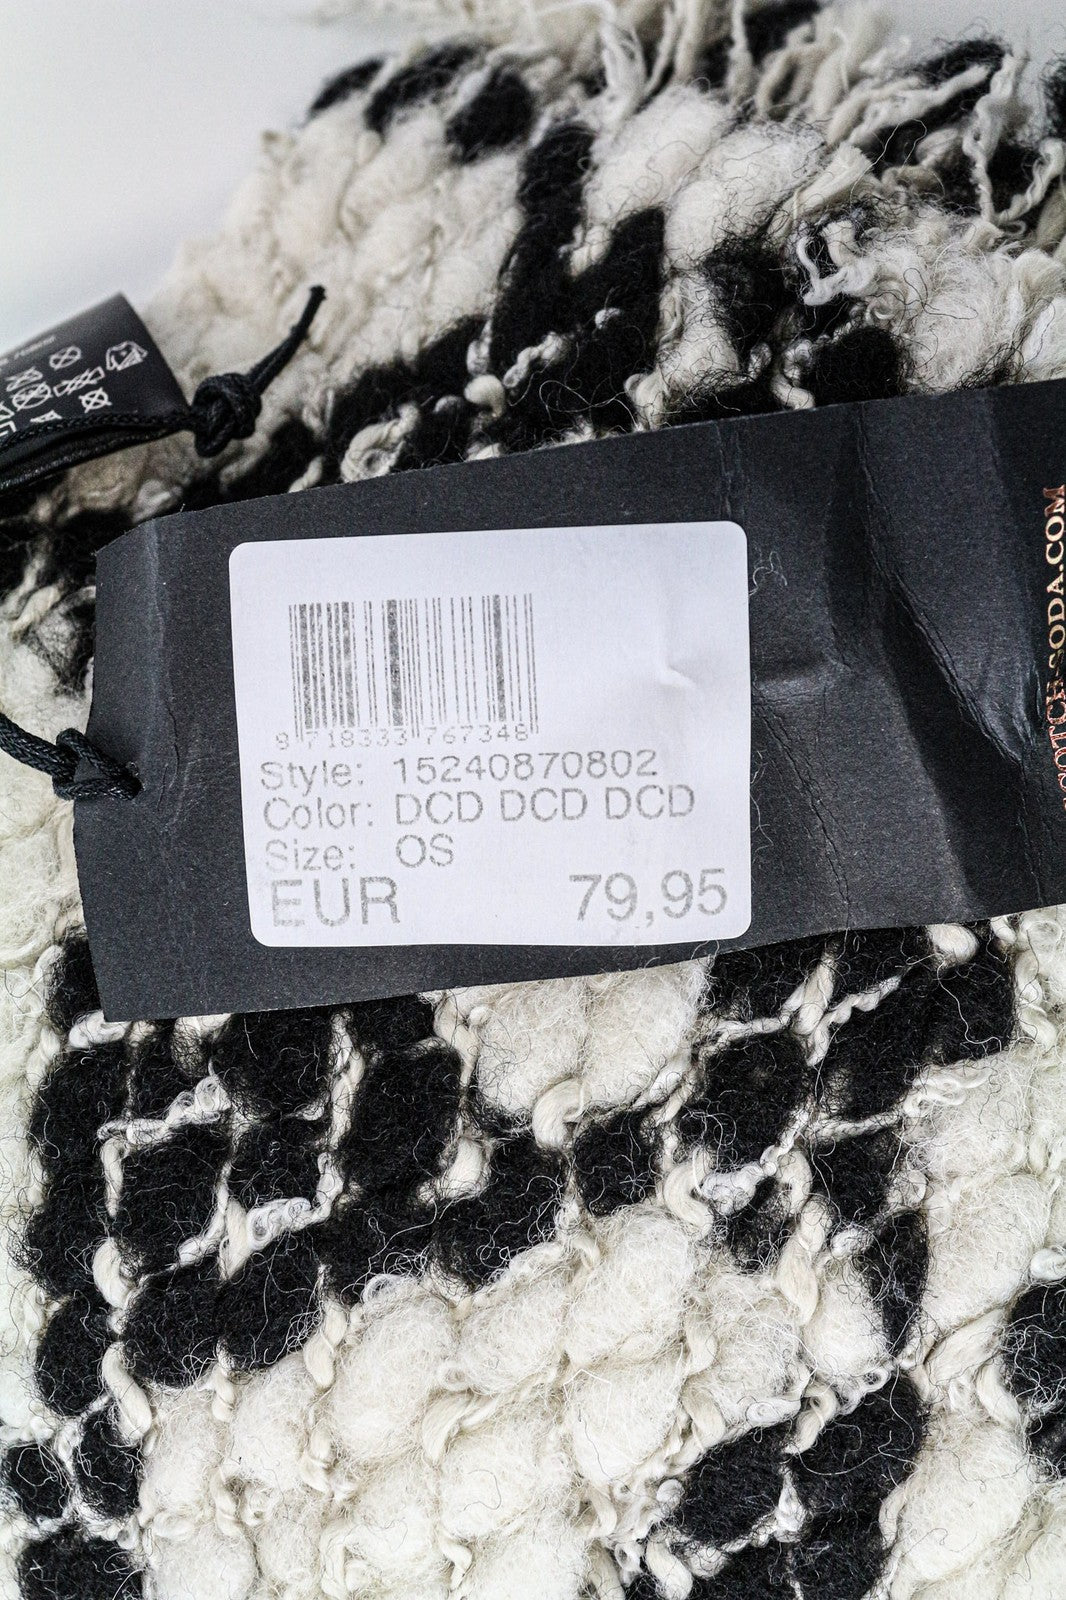 8 718333 767348
Style: 15240870802
Color: DCD DCD DCD
Size: OS
EUR 79,95
SCOTCH-SODA.COM